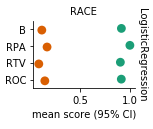 RACE
B
RPA
RTV
ROC
0.5
1.0
mean score (95% CI)
LogisticRegression